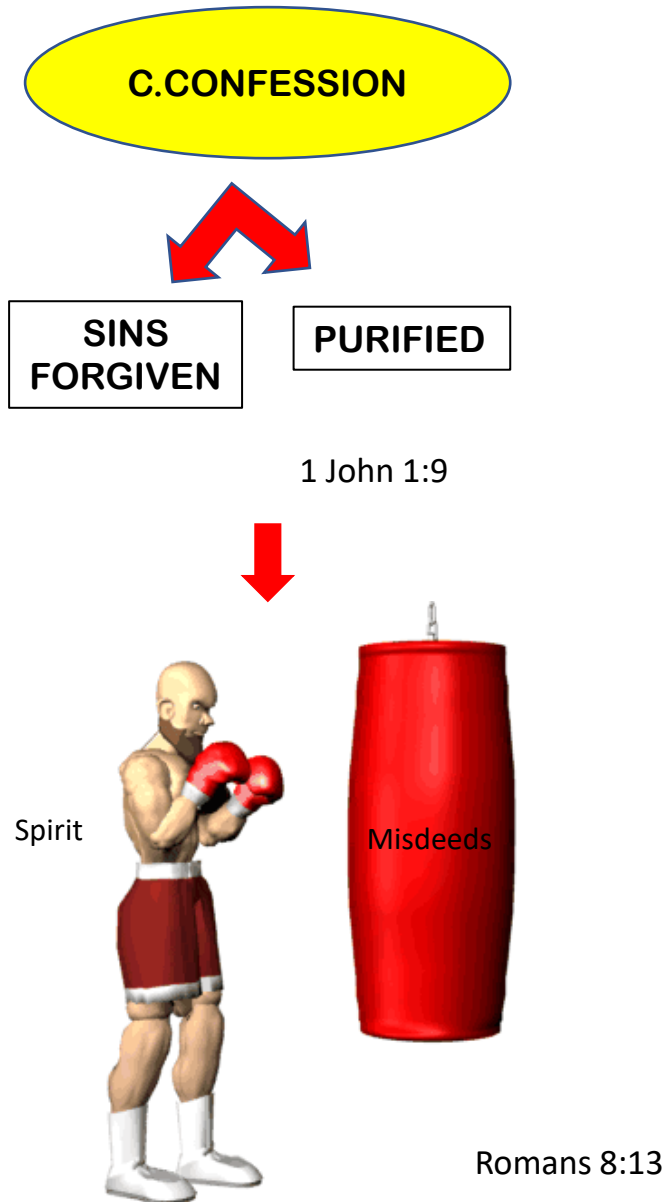 C.CONFESSION
SINS
FORGIVEN
PURIFIED
1 John 1:9
Spirit
Misdeeds
Romans 8:13